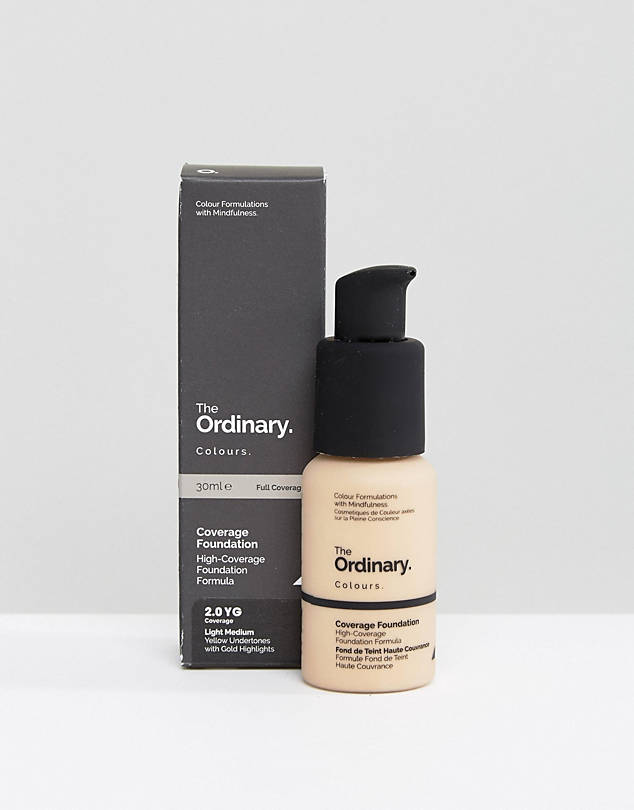 O.
Colour Formulations
with Mindfulness.
The
Ordinary.
Colours.
30ml e
Full Coverag
Coverage
Foundation
High-Coverage
Foundation
Formula
2.0 YG
Coverage
Light Medium
Yellow Undertones
with Gold Highlights
Colour Formulations
with Mindfulness.
Cosmetiques de Couleur axées
sur la Pleine Conscience
The
Ordinary.
Colours.
Coverage Foundation
High-Coverage
Foundation Formula
Fond de Teint Haute Couvrance
Formule Fond de Teint
Haute Couvrance